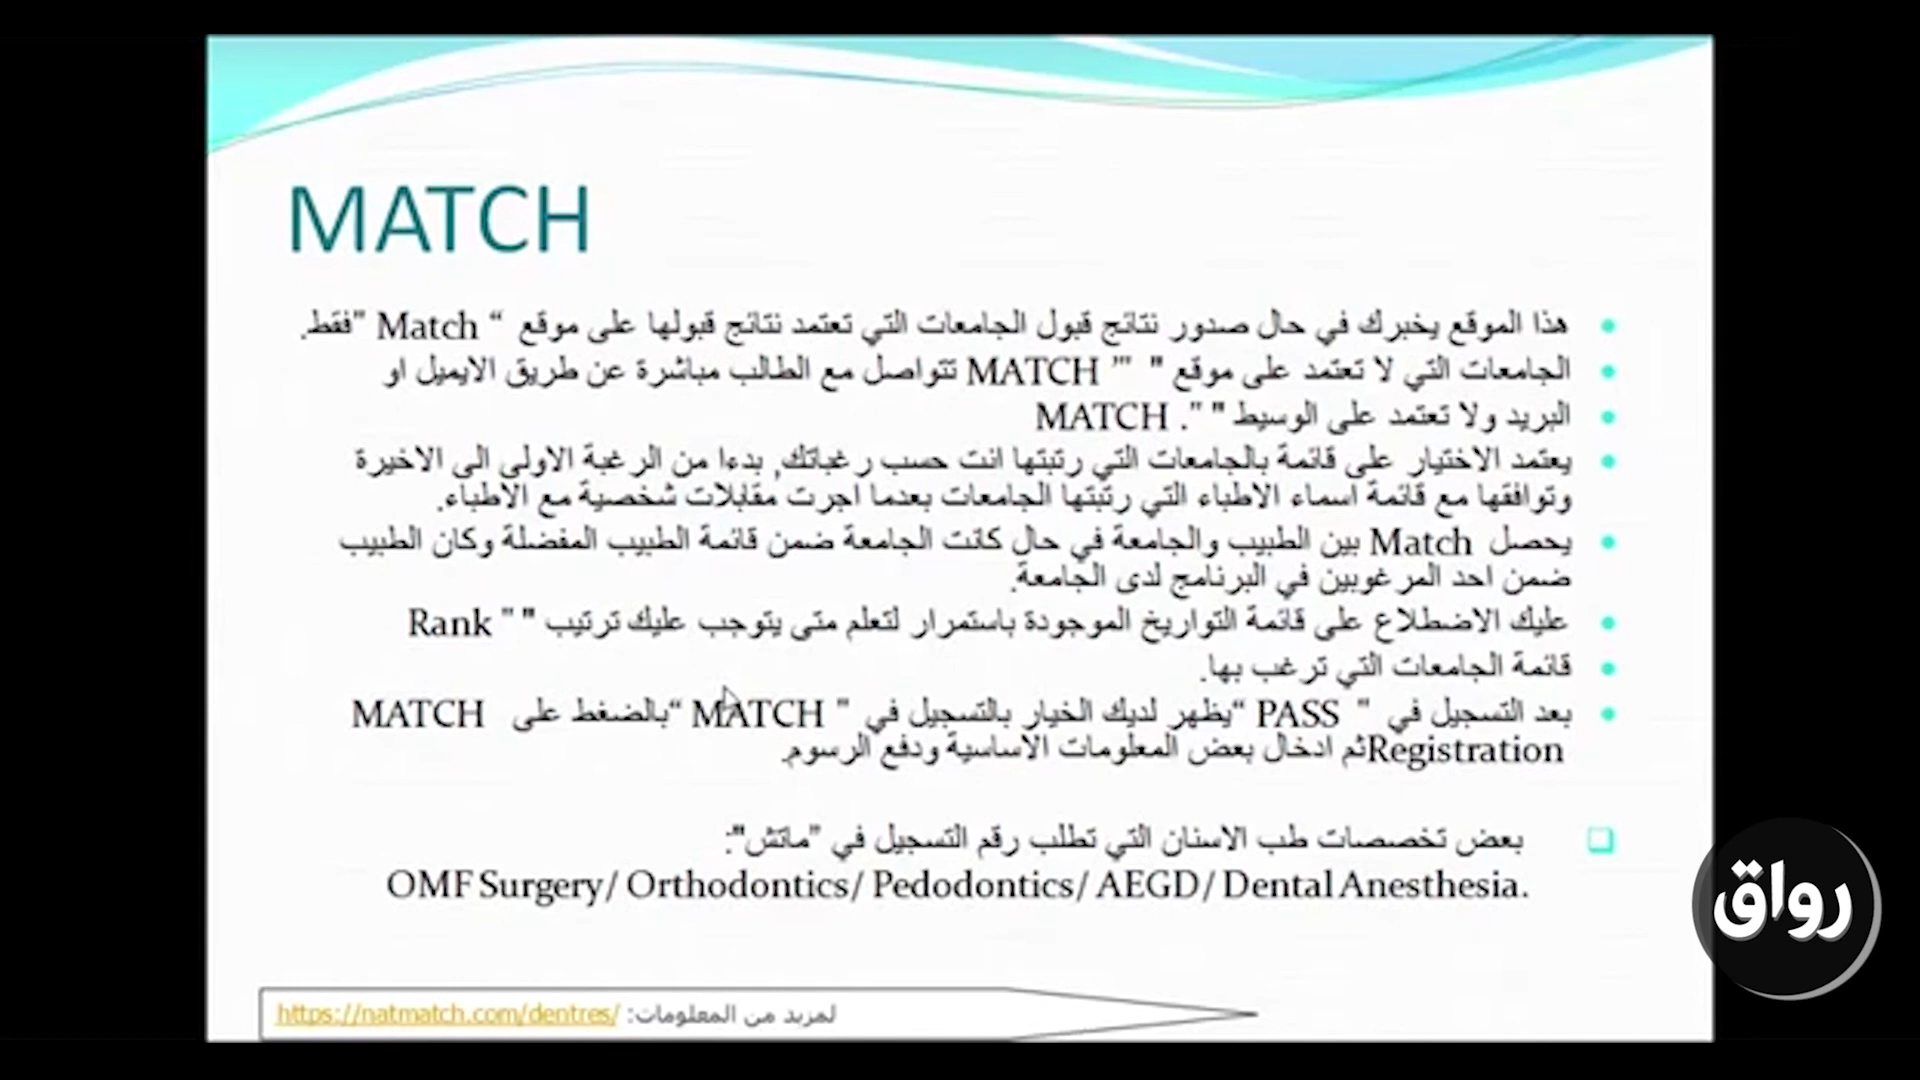 MATCH
هذا الموقع يخبرك في حال صدور نتائج قبول الجامعات التي تعتمد نتائج قبولها على موقع “ Match "فقط.
الجامعات التي لا تعتمد على موقع " ’" MATCH تتواصل مع الطالب مباشرة عن طريق الايميل او
البريد ولا تعتمد على الوسيط " ". MATCH
يعتمد الاختيار على قائمة بالجامعات التي رتبتها انت حسب رغباتك, بدءا من الرغبة الاولى الى الاخيرة
وتوافقها مع قائمة اسماء الاطباء التي رتبتها الجامعات بعدما اجرت مقابلات شخصية مع الاطباء.
يحصل Match بين الطبيب والجامعة في حال كانت الجامعة ضمن قائمة الطبيب المفضلة وكان الطبيب
ضمن احد المرغوبين في البرنامج لدى الجامعة.
عليك الاضطلاع على قائمة التواريخ الموجودة باستمرار لتعلم متى يتوجب عليك ترتيب " " Rank
قائمة الجامعات التي ترغب بها.
بعد التسجيل في " PASS “يظهر لديك الخيار بالتسجيل في " MATCH “بالضغط على MATCH
Registrationثم ادخال بعض المعلومات الاساسية ودفع الرسوم.
بعض تخصصات طب الاسنان التي تطلب رقم التسجيل في "ماتش":
OMF Surgery/ Orthodontics/ Pedodontics/ AEGD/ Dental Anesthesia.
لمزيد من المعلومات: https://natmatch.com/dentres/
رواق